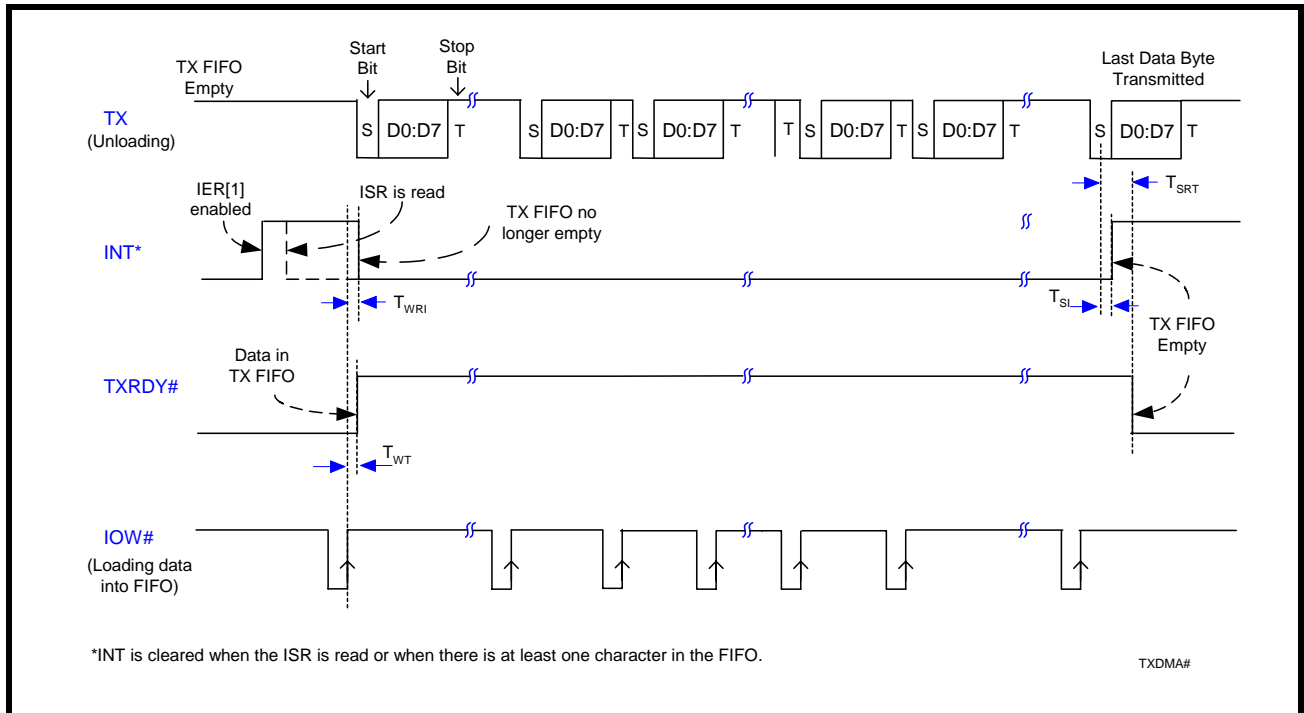 Start
Bit
Stop
Bit
TX FIFO
Empty
Last Data Byte
Transmitted
TX
(Unloading)
S D0:D7 T S D0:D7 T S D0:D7 T T S D0:D7 T S D0:D7 T S D0:D7 T
TSRT
IER[1]
enabled
ISR is read
TX FIFO no
longer empty
INT*
TWRI
TSI
TX FIFO
Empty
Data in
TX FIFO
TXRDY#
TWT
IOW#
(Loading data
into FIFO)
*INT is cleared when the ISR is read or when there is at least one character in the FIFO.
TXDMA#